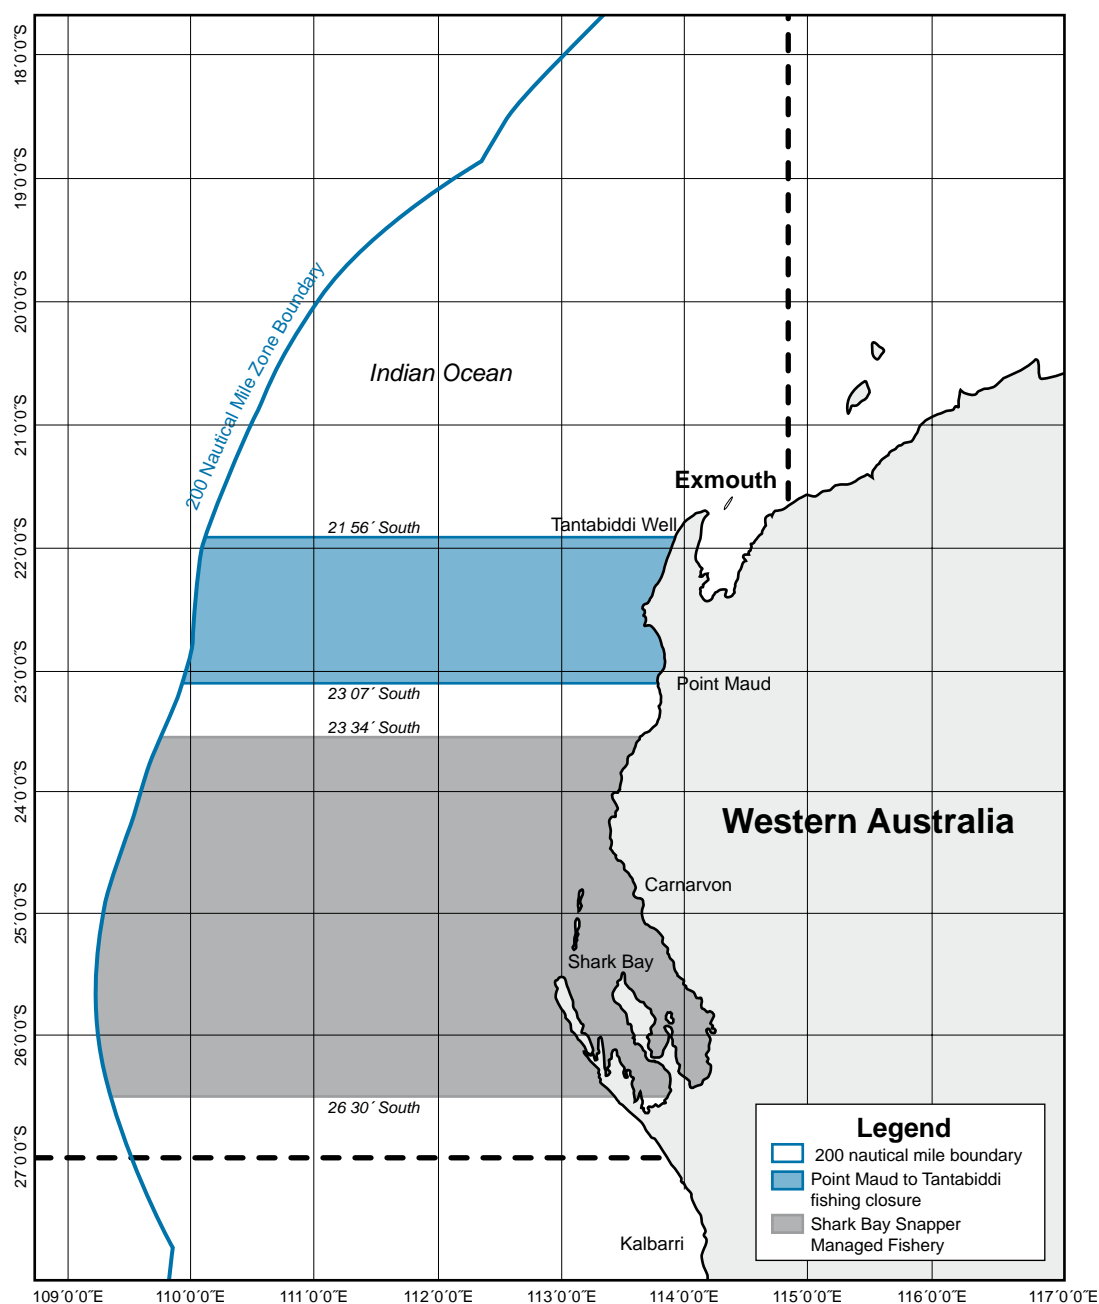 18˚0´0˝S
19˚0´0˝S
200 Nautical Mile Zone Boundary
20˚0´0˝S
Indian Ocean
21˚0´0˝S
Exmouth
21 56´ South
Tantabiddi Well
22˚0´0˝S
23˚0´0˝S
Point Maud
23 07´ South
23 34´ South
24˚0´0˝S
Western Australia
Carnarvon
25˚0´0˝S
Shark Bay
26˚0´0˝S
26 30´ South
27˚0´0˝S
Kalbarri
Legend
200 nautical mile boundary
Point Maud to Tantabiddi
fishing closure
Shark Bay Snapper
Managed Fishery
109˚0´0˝E
110˚0´0˝E
111˚0´0˝E
112˚0´0˝E
113˚0´0˝E
114˚0´0˝E
115˚0´0˝E
116˚0´0˝E
117˚0´0˝E